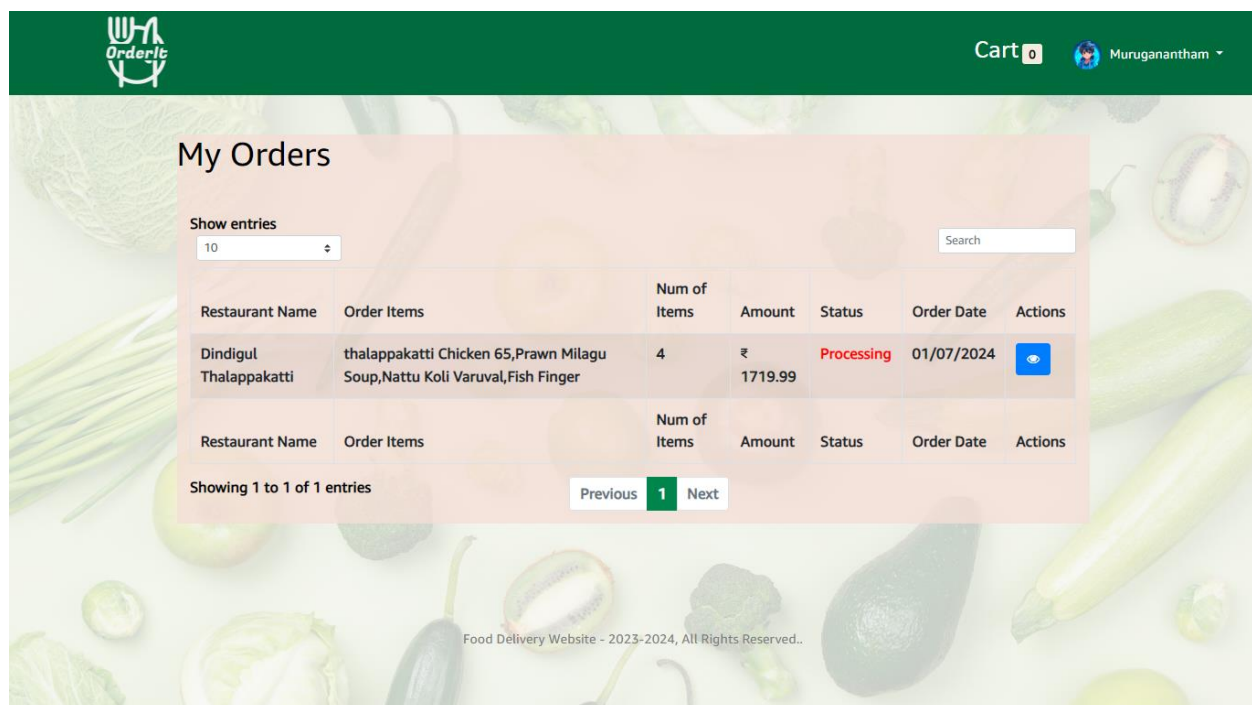 OrderIt
Cart 0 Muruganantham
My Orders
Show entries
10
Search
Restaurant Name Order Items Num of Items Amount Status Order Date Actions
Dindigul Thalappakatti thalappakatti Chicken 65,Prawn Milagu Soup,Nattu Koli Varuval,Fish Finger 4 ₹ 1719.99 Processing 01/07/2024
Restaurant Name Order Items Num of Items Amount Status Order Date Actions
Showing 1 to 1 of 1 entries
Previous 1 Next
Food Delivery Website - 2023-2024, All Rights Reserved..